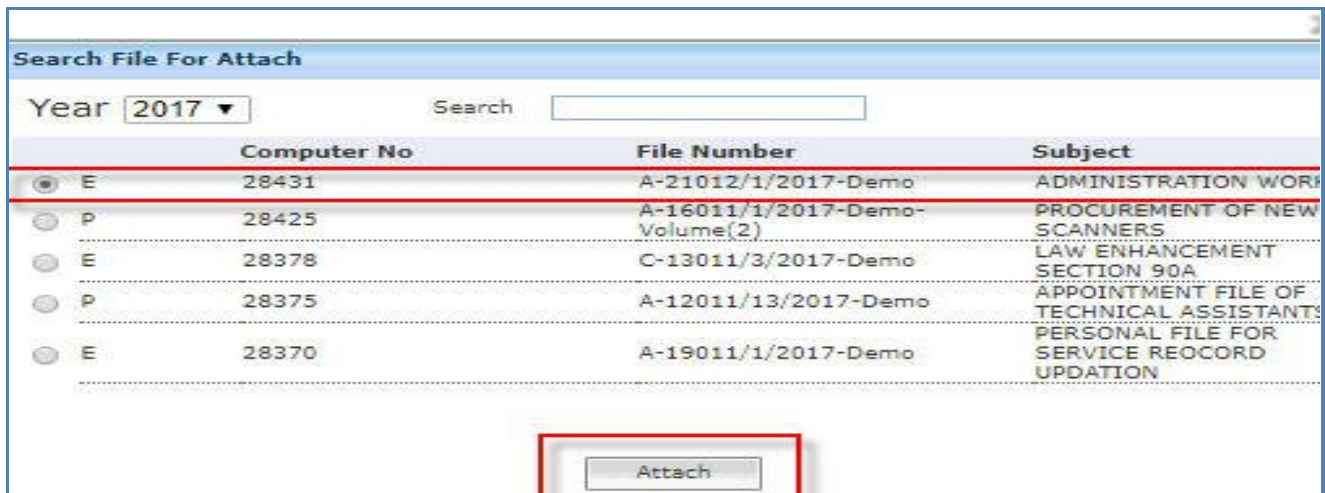 Search File For Attach
Year 2017 ▼ Search
Computer No File Number Subject
E 28431 A-21012/1/2017-Demo ADMINISTRATION WORK
P 28425 A-16011/1/2017-Demo-Volume(2) PROCUREMENT OF NEW
SCANNERS
E 28378 C-13011/3/2017-Demo LAW ENHANCEMENT
SECTION 90A
P 28375 A-12011/13/2017-Demo APPOINTMENT FILE OF
TECHNICAL ASSISTANTS
E 28370 A-19011/1/2017-Demo PERSONAL FILE FOR
SERVICE REOCORD
UPDATION
Attach